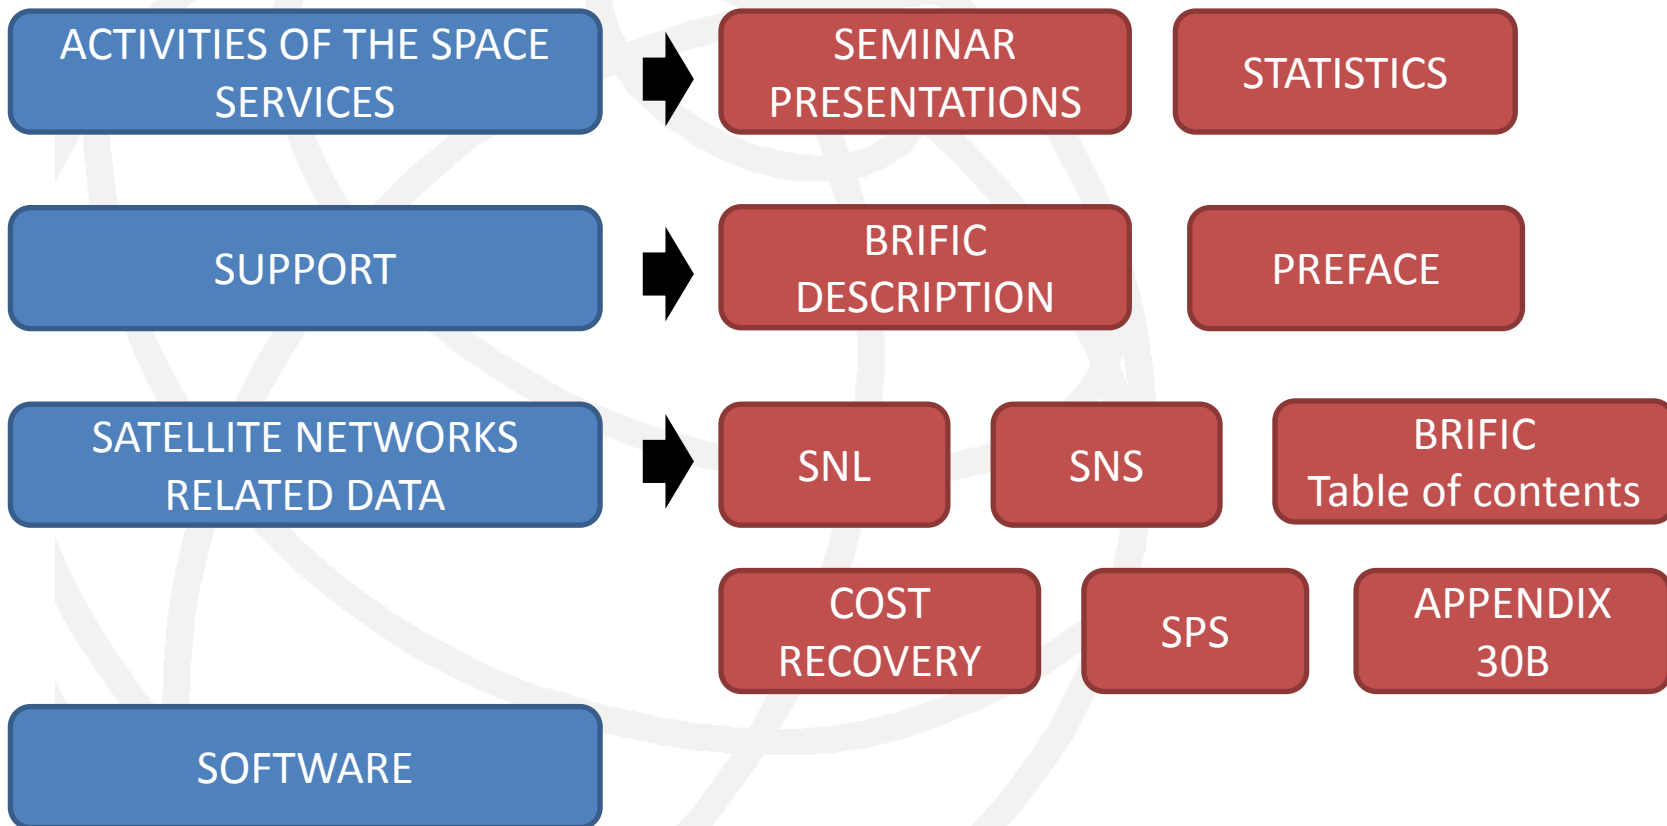 ACTIVITIES OF THE SPACE
SERVICES
SEMINAR
PRESENTATIONS
STATISTICS
SUPPORT
BRIFIC
DESCRIPTION
PREFACE
SATELLITE NETWORKS
RELATED DATA
SNL
SNS
BRIFIC
Table of contents
COST
RECOVERY
SPS
APPENDIX
30B
SOFTWARE